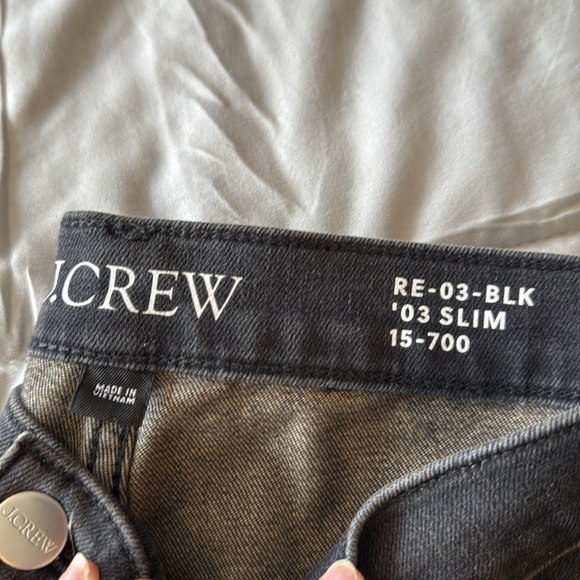 J.CREW
RE-03-BLK
'03 SLIM
15-700
MADE IN
VIETNAM
J.CREW